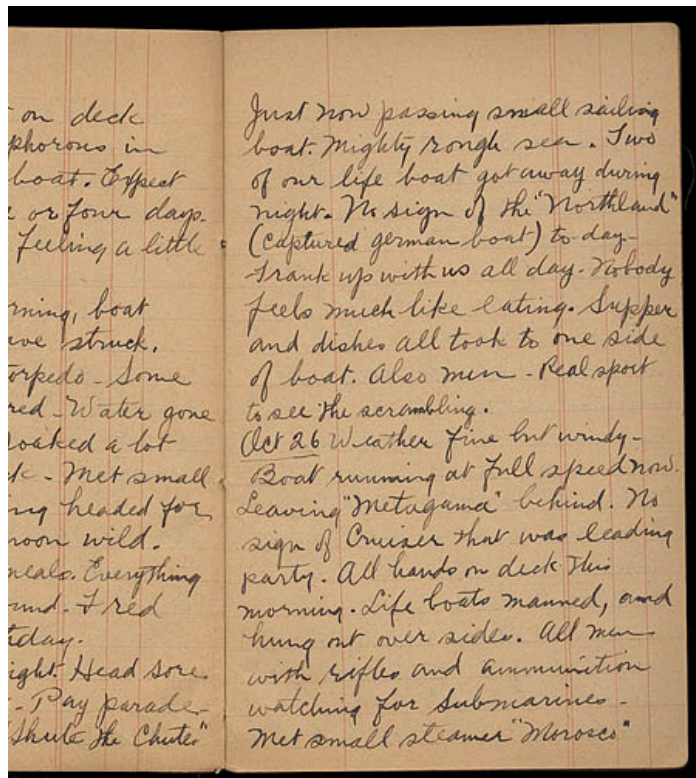 on deck
phorous in
boat. Expect
or four days.
feeling a little
rning, boat
ve struck.
orpedo - Some
red - Water gone
oaked a lot
k - Met small
ng headed for
noon wild.
meals. Everything
und. Fred
day.
ight. Head sore.
- Pay parade -
"Shute the Chutes"
Just now passing small sailing
boat. Mighty rough sea. Two
of our life boat got away during
night. No sign of the "Northland"
(captured german boat) to-day -
Frank up with us all day. Nobody
feels much like eating. Supper
and dishes all took to one side
of boat. Also men - Real sport
to see the scrambling.
Oct 26 Weather fine but windy -
Boat running at full speed now.
Leaving "Metagama" behind. No
sign of Cruiser that was leading
party. All hands on deck this
morning. Life boats manned, and
hung out over sides. All men
with rifles and ammunition
watching for submarines -
Met small steamer "Morosco"